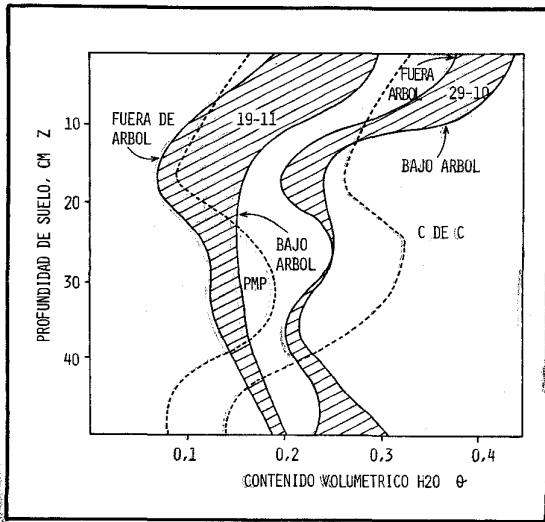 FUERA
ARBOL
29-10
FUERA DE
ARBOL
19-11
BAJO ARBOL
BAJO
ARBOL
C DE C
PMP
PROFUNDIDAD DE SUELO, CM Z
10
20
30
40
0,1
0,2
0,3
0,4
CONTENIDO VOLUMETRICO H2O θ